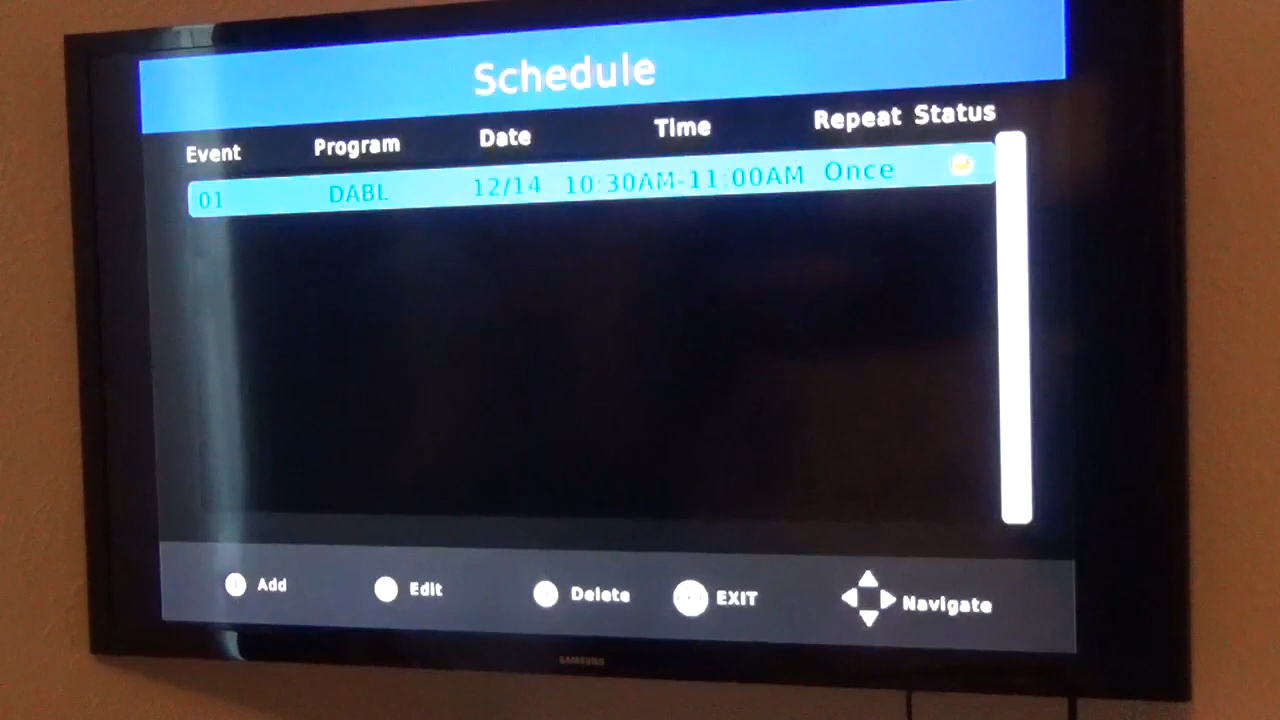 Schedule
Event Program Date Time Repeat Status
01 DABL 12/14 10:30AM-11:00AM Once
Add Edit Delete EXIT Navigate
SAMSUNG